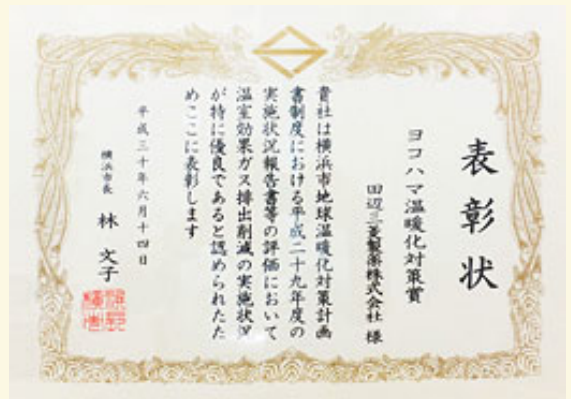 表彰状
ヨコハマ温暖化対策賞
田辺三菱製薬株式会社 様
貴社は横浜市地球温暖化対策計画
書制度における平成二十九年度の
実施状況報告書等の評価において
温室効果ガス排出削減の実施状況
が特に優良であると認められたた
めここに表彰します
平成三十年六月十四日
横浜市長 林 文子